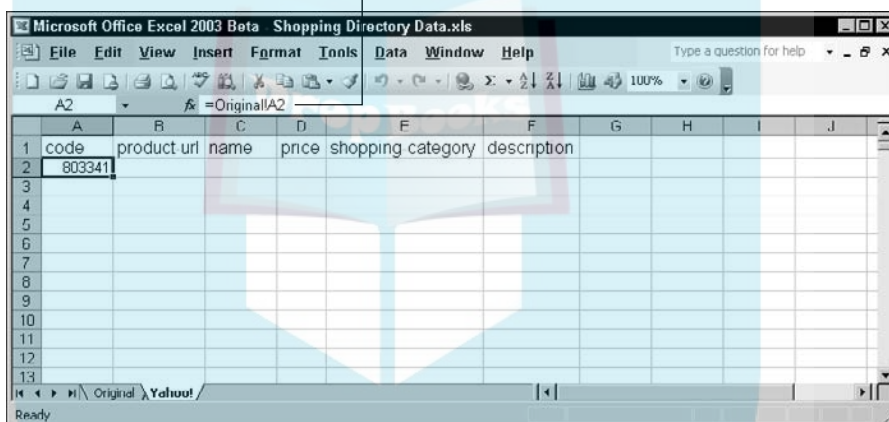 Microsoft Office Excel 2003 Beta - Shopping Directory Data.xls
File Edit View Insert Format Tools Data Window Help Type a question for help
100%
A2 fx =Original!A2
A B C D E F G H I J
1 code product url name price shopping category description
2 803341
3
4
5
6
7
8
9
10
11
12
13
Original Yahoo!
Ready